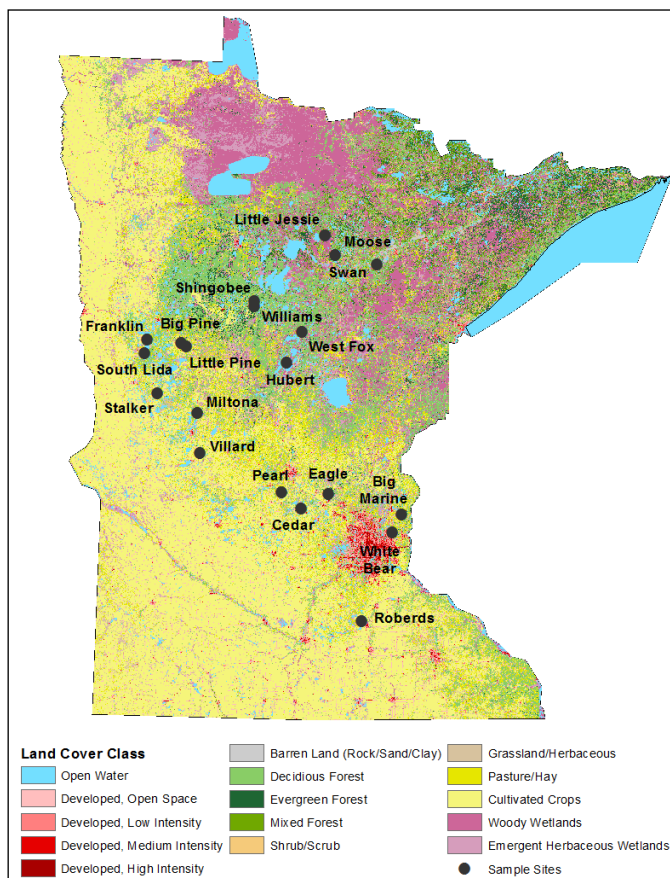 Little Jessie
Moose
Swan
Shingobee
Williams
Franklin
Big Pine
West Fox
South Lida
Little Pine
Hubert
Stalker
Miltona
Villard
Pearl
Eagle
Big
Marine
Cedar
White
Bear
Roberds
Land Cover Class
Open Water
Developed, Open Space
Developed, Low Intensity
Developed, Medium Intensity
Developed, High Intensity
Barren Land (Rock/Sand/Clay)
Decidious Forest
Evergreen Forest
Mixed Forest
Shrub/Scrub
Grassland/Herbaceous
Pasture/Hay
Cultivated Crops
Woody Wetlands
Emergent Herbaceous Wetlands
Sample Sites